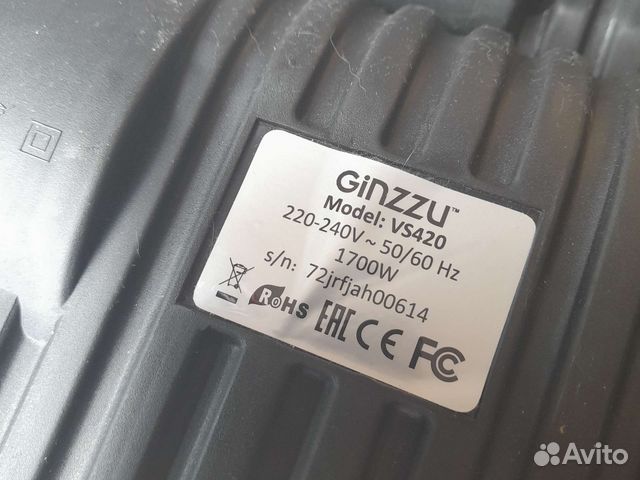 GiNZZU™
Model: VS420
220-240V ~ 50/60 Hz
1700W
s/n: 72jrfjah00614
RoHS EAC CE FC
Avito